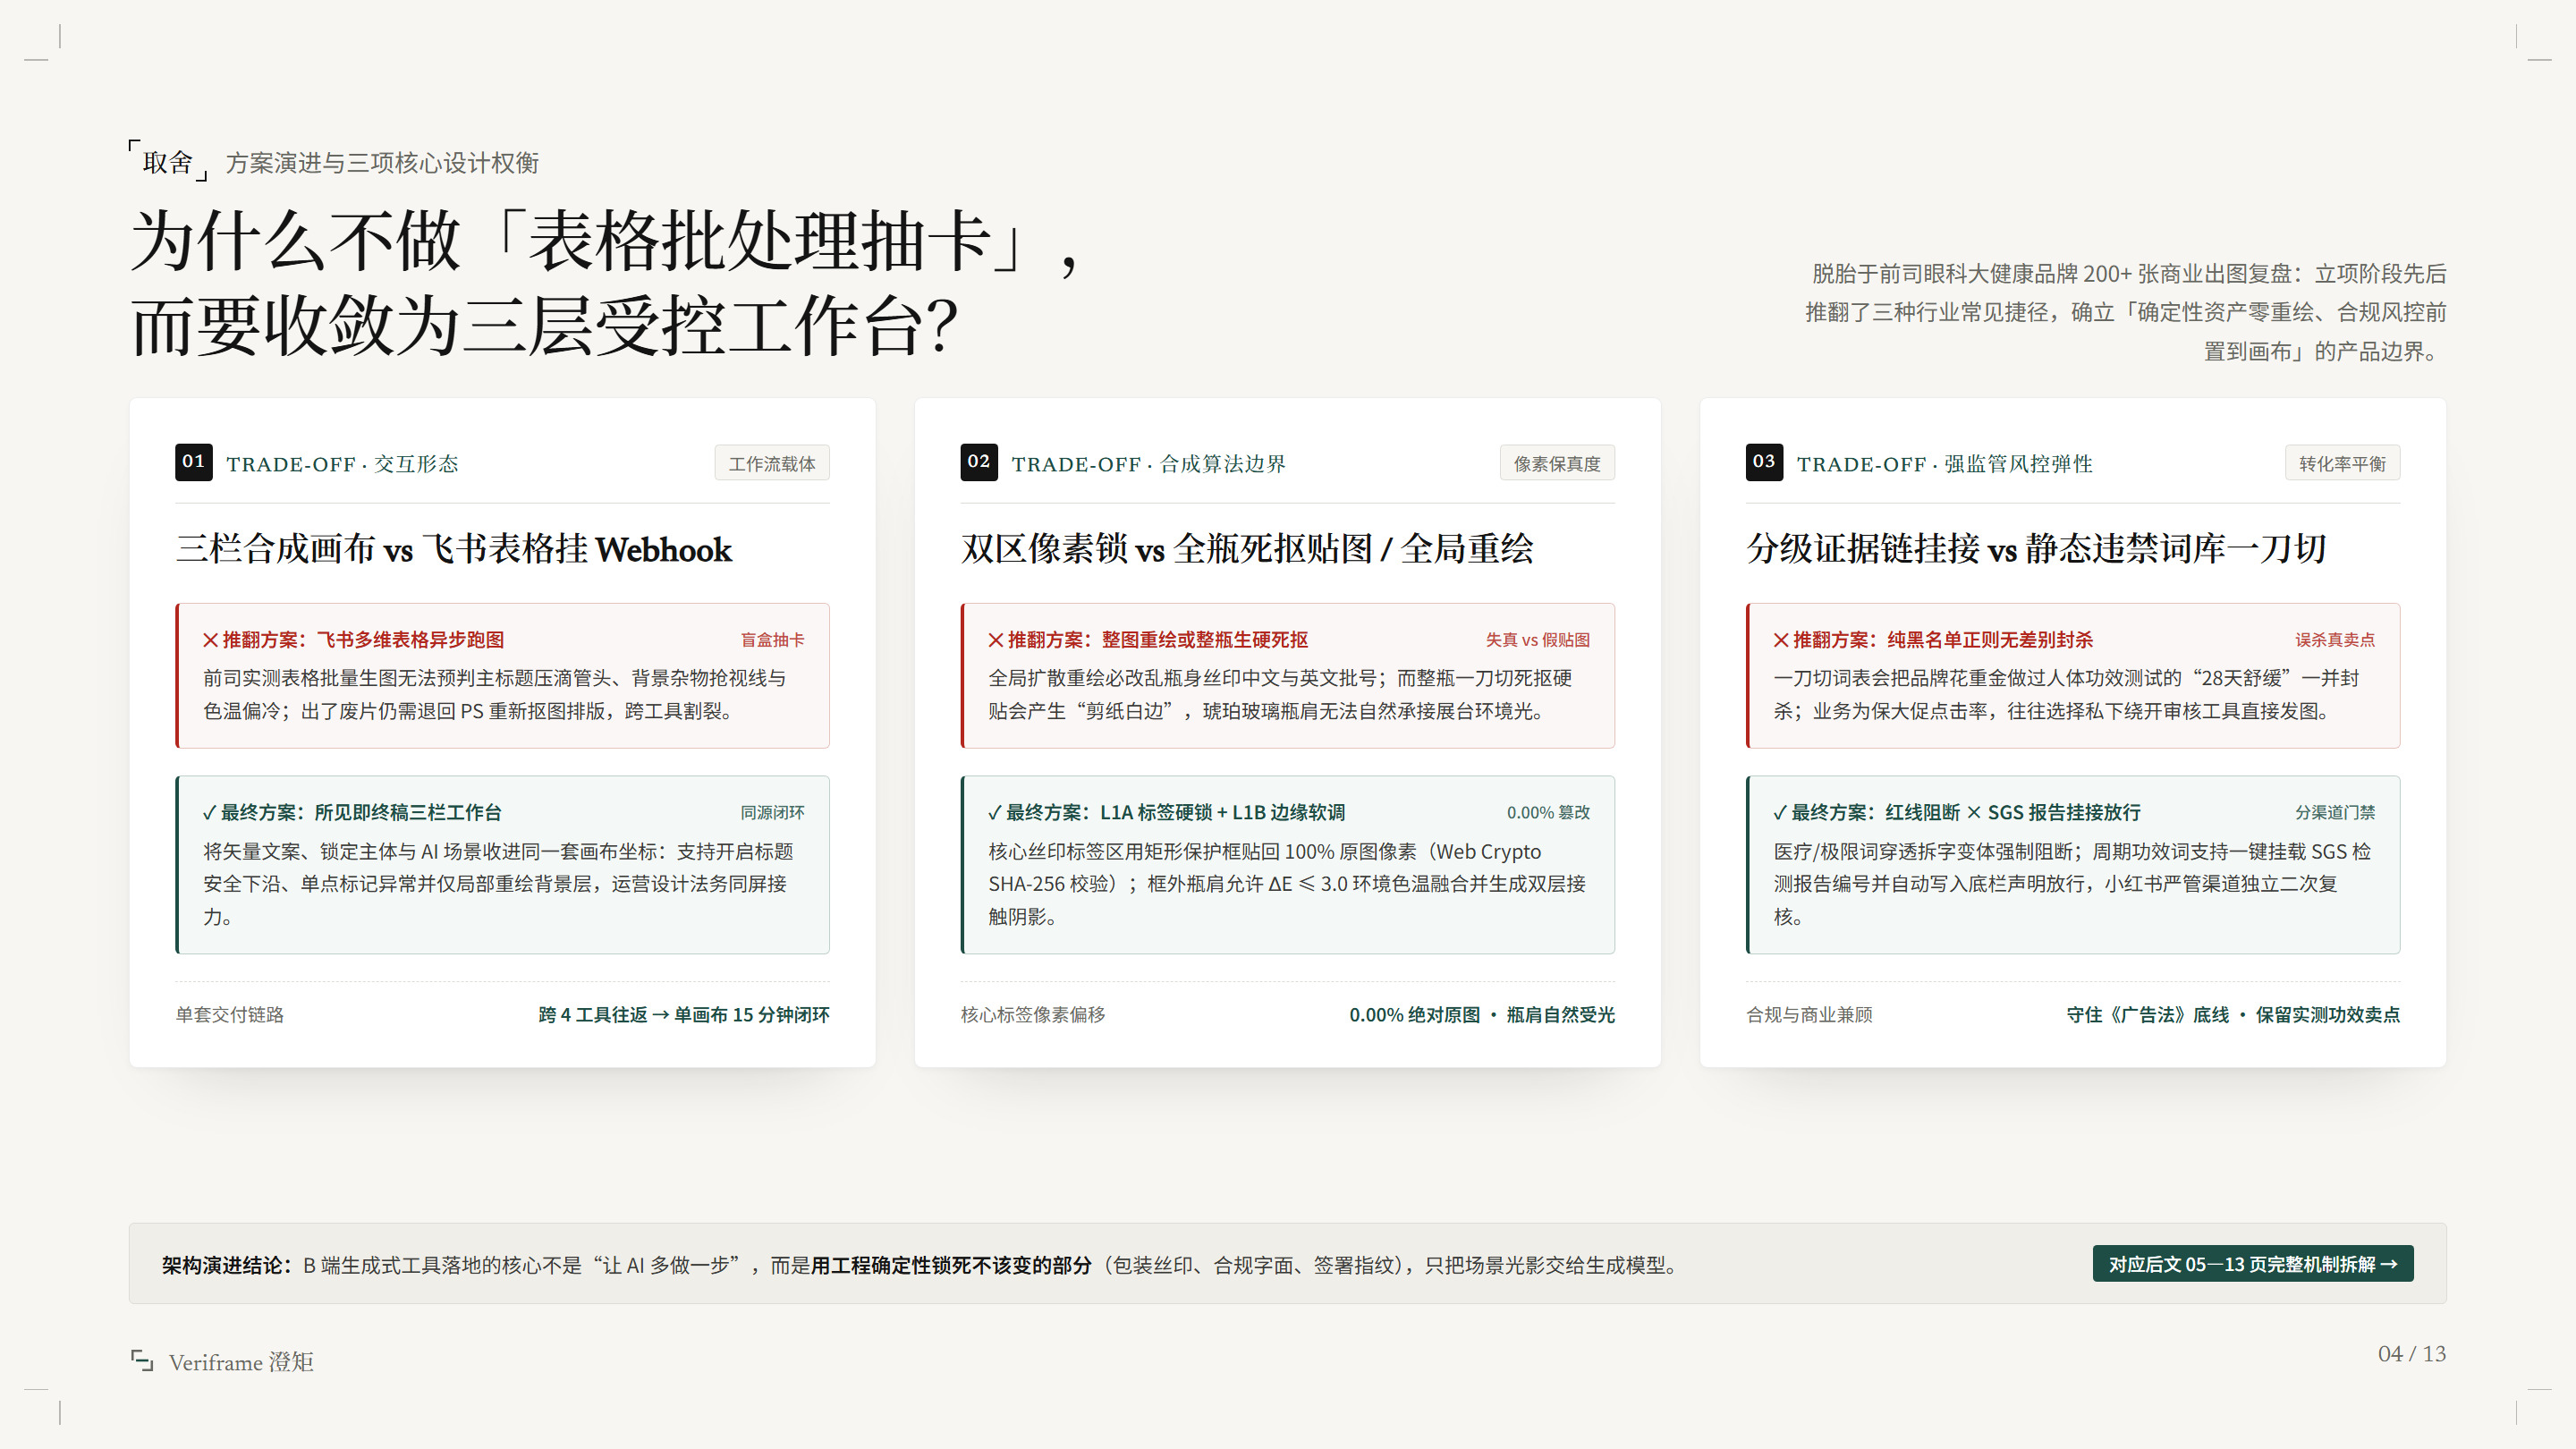 取舍 方案演进与三项核心设计权衡
为什么不做「表格批处理抽卡」，
而要收敛为三层受控工作台？
脱胎于前司眼科大健康品牌 200+ 张商业出图复盘：立项阶段先后
推翻了三种行业常见捷径，确立「确定性资产零重绘、合规风控前
置到画布」的产品边界。
01 TRADE-OFF · 交互形态 工作流载体
三栏合成画布 vs 飞书表格挂 Webhook
✕ 推翻方案：飞书多维表格异步跑图 盲盒抽卡
前司实测表格批量生图无法预判主标题压滴管头、背景杂物抢视线与
色温偏冷；出了废片仍需退回 PS 重新抠图排版，跨工具割裂。
✓ 最终方案：所见即终稿三栏工作台 同源闭环
将矢量文案、锁定主体与 AI 场景收进同一套画布坐标：支持开启标题
安全下沿、单点标记异常并仅局部重绘背景层，运营设计法务同屏接
力。
单套交付链路 跨 4 工具往返 → 单画布 15 分钟闭环
02 TRADE-OFF · 合成算法边界 像素保真度
双区像素锁 vs 全瓶死抠贴图 / 全局重绘
✕ 推翻方案：整图重绘或整瓶生硬死抠 失真 vs 假贴图
全局扩散重绘必改乱瓶身丝印中文与英文批号；而整瓶一刀切死抠硬
贴会产生“剪纸白边”，琥珀玻璃瓶肩无法自然承接展台环境光。
✓ 最终方案：L1A 标签硬锁 + L1B 边缘软调 0.00% 篡改
核心丝印标签区用矩形保护框贴回 100% 原图像素（Web Crypto
SHA-256 校验）；框外瓶肩允许 ΔE ≤ 3.0 环境色温融合并生成双层接
触阴影。
核心标签像素偏移 0.00% 绝对原图 · 瓶肩自然受光
03 TRADE-OFF · 强监管风控弹性 转化率平衡
分级证据链挂接 vs 静态违禁词库一刀切
✕ 推翻方案：纯黑名单正则无差别封杀 误杀真卖点
一刀切词表会把品牌花重金做过人体功效测试的“28天舒缓”一并封
杀；业务为保大促点击率，往往选择私下绕开审核工具直接发图。
✓ 最终方案：红线阻断 × SGS 报告挂接放行 分渠道门禁
医疗/极限词穿透拆字变体强制阻断；周期功效词支持一键挂载 SGS 检
测报告编号并自动写入底栏声明放行，小红书严管渠道独立二次复
核。
合规与商业兼顾 守住《广告法》底线 · 保留实测功效卖点
架构演进结论：B 端生成式工具落地的核心不是“让 AI 多做一步”，而是用工程确定性锁死不该变的部分（包装丝印、合规字面、签署指纹），只把场景光影交给生成模型。 对应后文 05—13 页完整机制拆解 →
Veriframe 澄矩
04 / 13